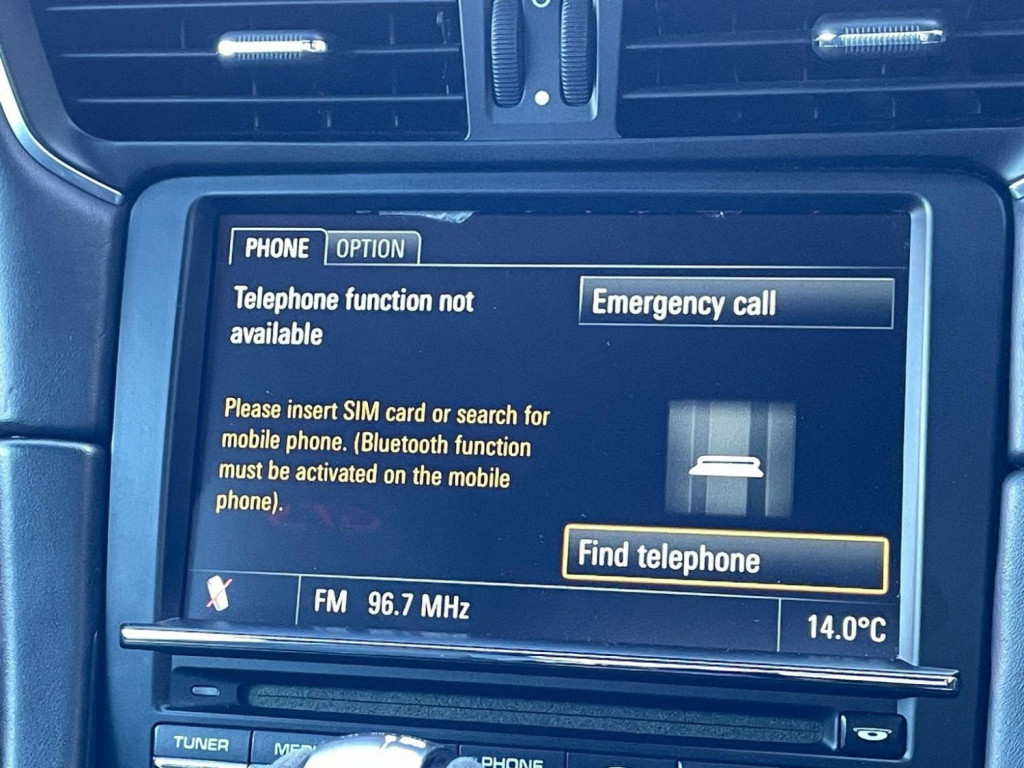 PHONE OPTION
Telephone function not
available
Emergency call
Please insert SIM card or search for
mobile phone. (Bluetooth function
must be activated on the mobile
phone).
Find telephone
FM 96.7 MHz
14.0°C
TUNER
PHONE